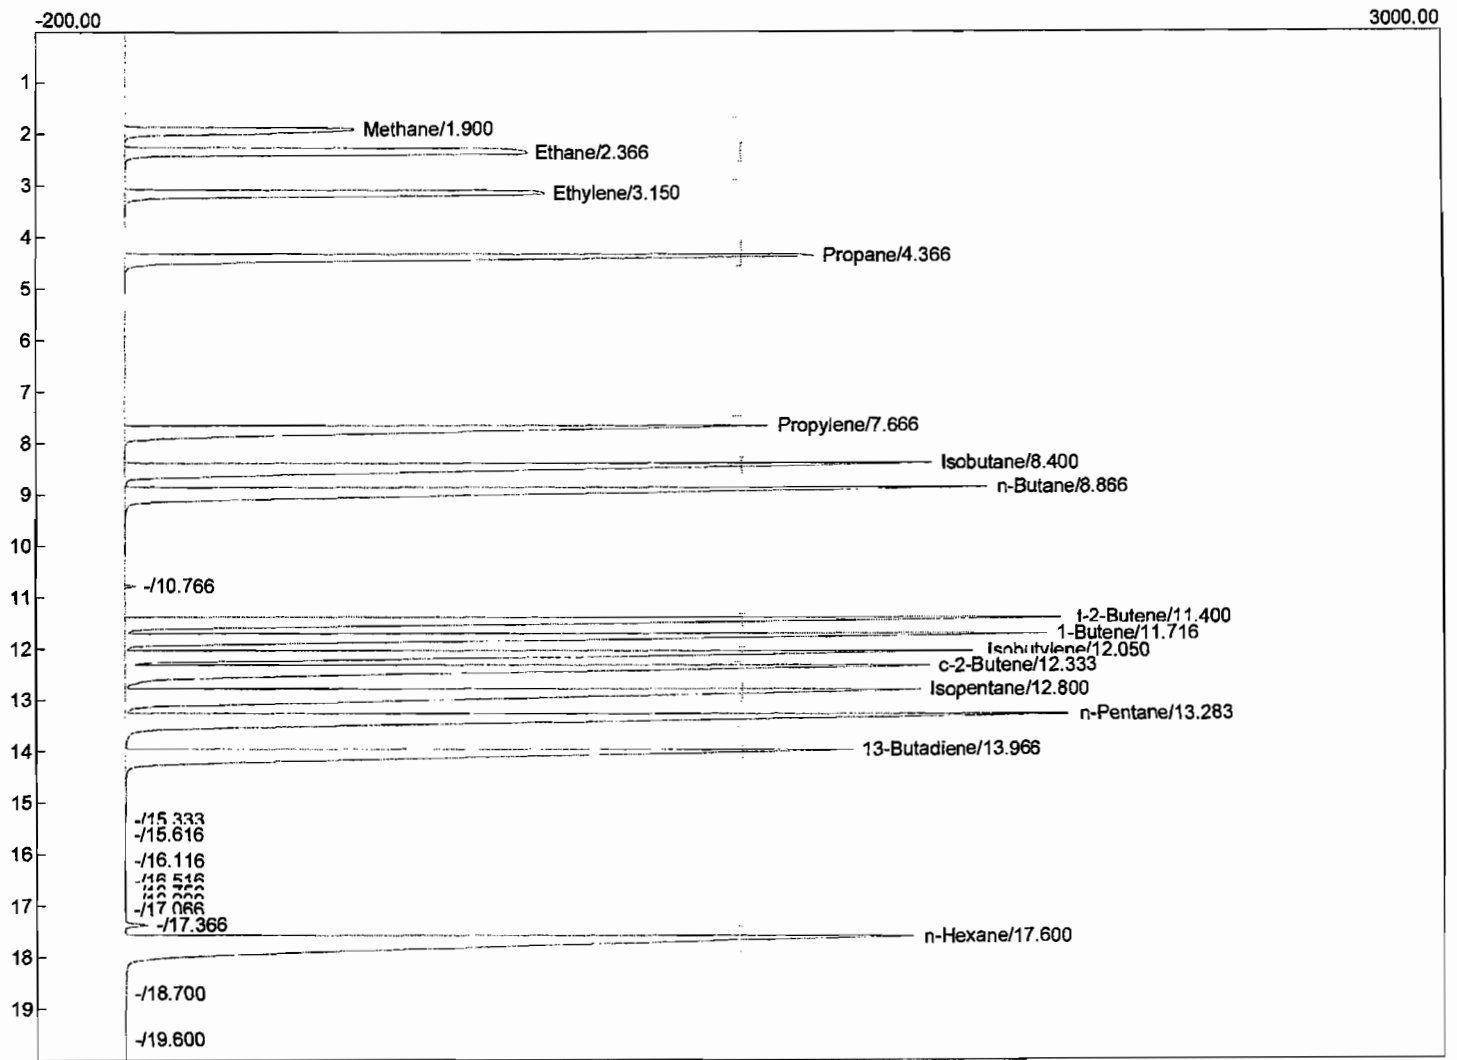 -200.00 3000.00
1
2
Methane/1.900
Ethane/2.366
3
Ethylene/3.150
4
Propane/4.366
5
6
7
Propylene/7.666
8
Isobutane/8.400
9
n-Butane/8.866
10
-/10.766
11
t-2-Butene/11.400
1-Butene/11.716
12
Isobutylene/12.050
c-2-Butene/12.333
Isopentane/12.800
13
n-Pentane/13.283
14
13-Butadiene/13.966
15
-/15.333
-/15.616
16
-/16.116
-/16.516
17
-/17.066
-/17.366
n-Hexane/17.600
18
-/18.700
19
-/19.600